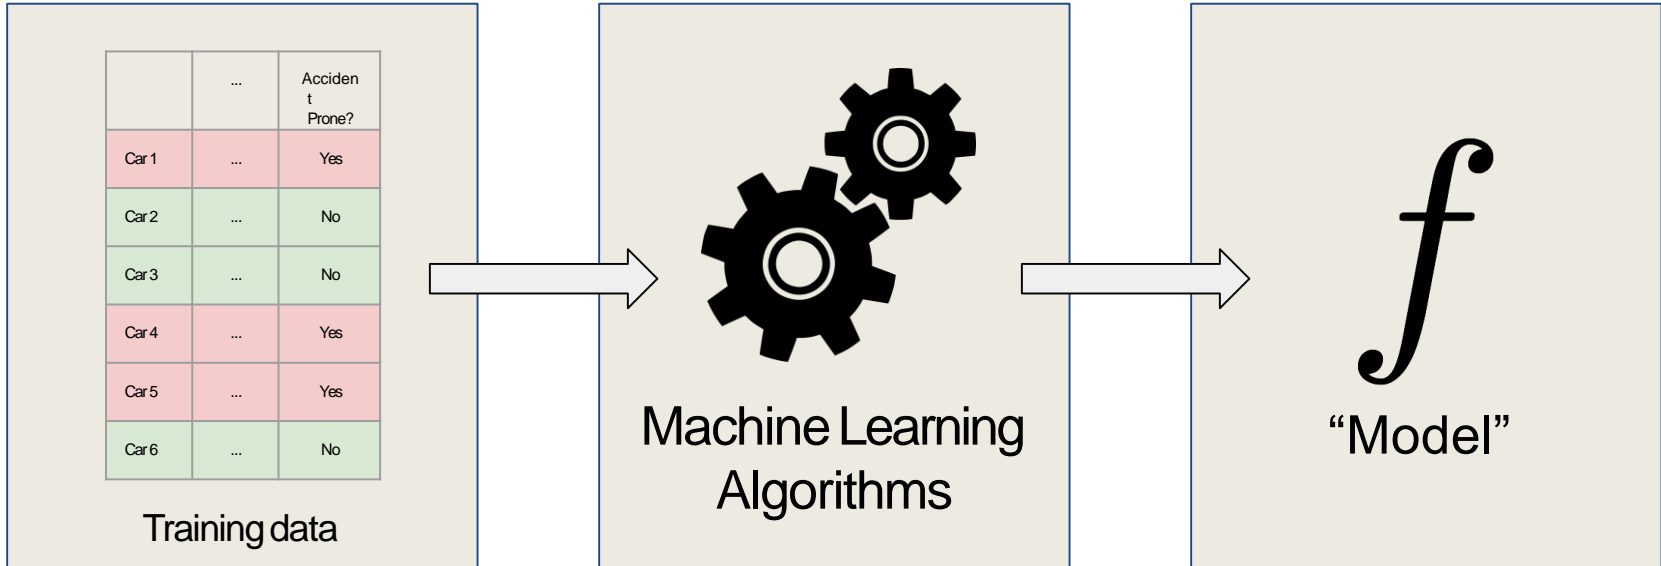 ... Acciden
t
Prone?
Car 1 ... Yes
Car 2 ... No
Car 3 ... No
Car 4 ... Yes
Car 5 ... Yes
Car 6 ... No
Training data
Machine Learning
Algorithms
f
“Model”